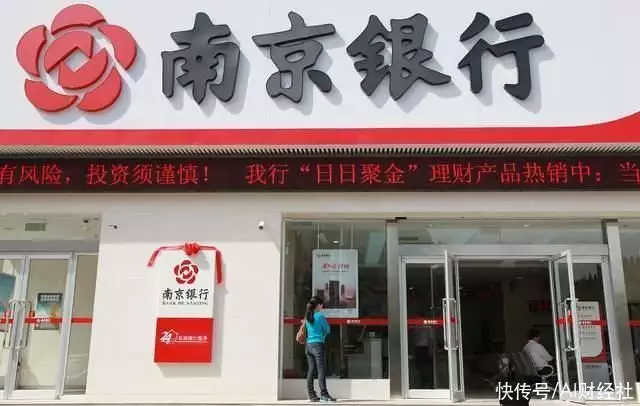 南京银行
有风险，投资须谨慎！ 我行“日日聚金”理财产品热销中：当
南京银行
BANK OF NANJING
24
快传号/AI财经社